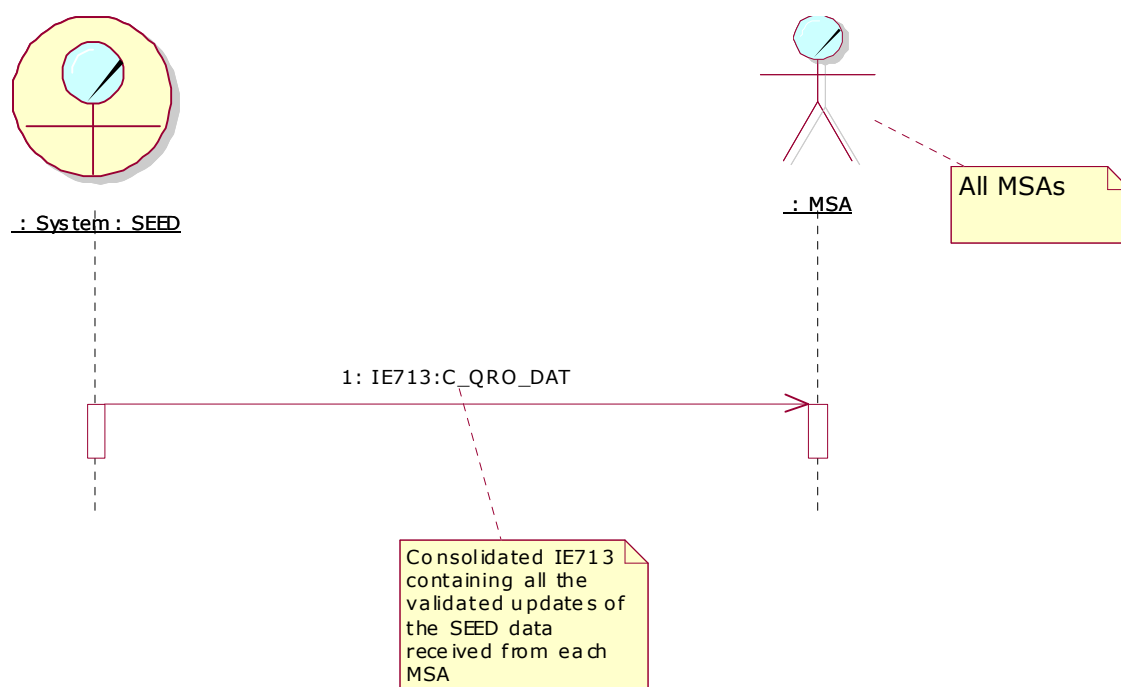 All MSAs
: MSA
: System : SEED
1: IE713:C_QRO_DAT
Consolidated IE713
containing all the
validated updates of
the SEED data
received from each
MSA